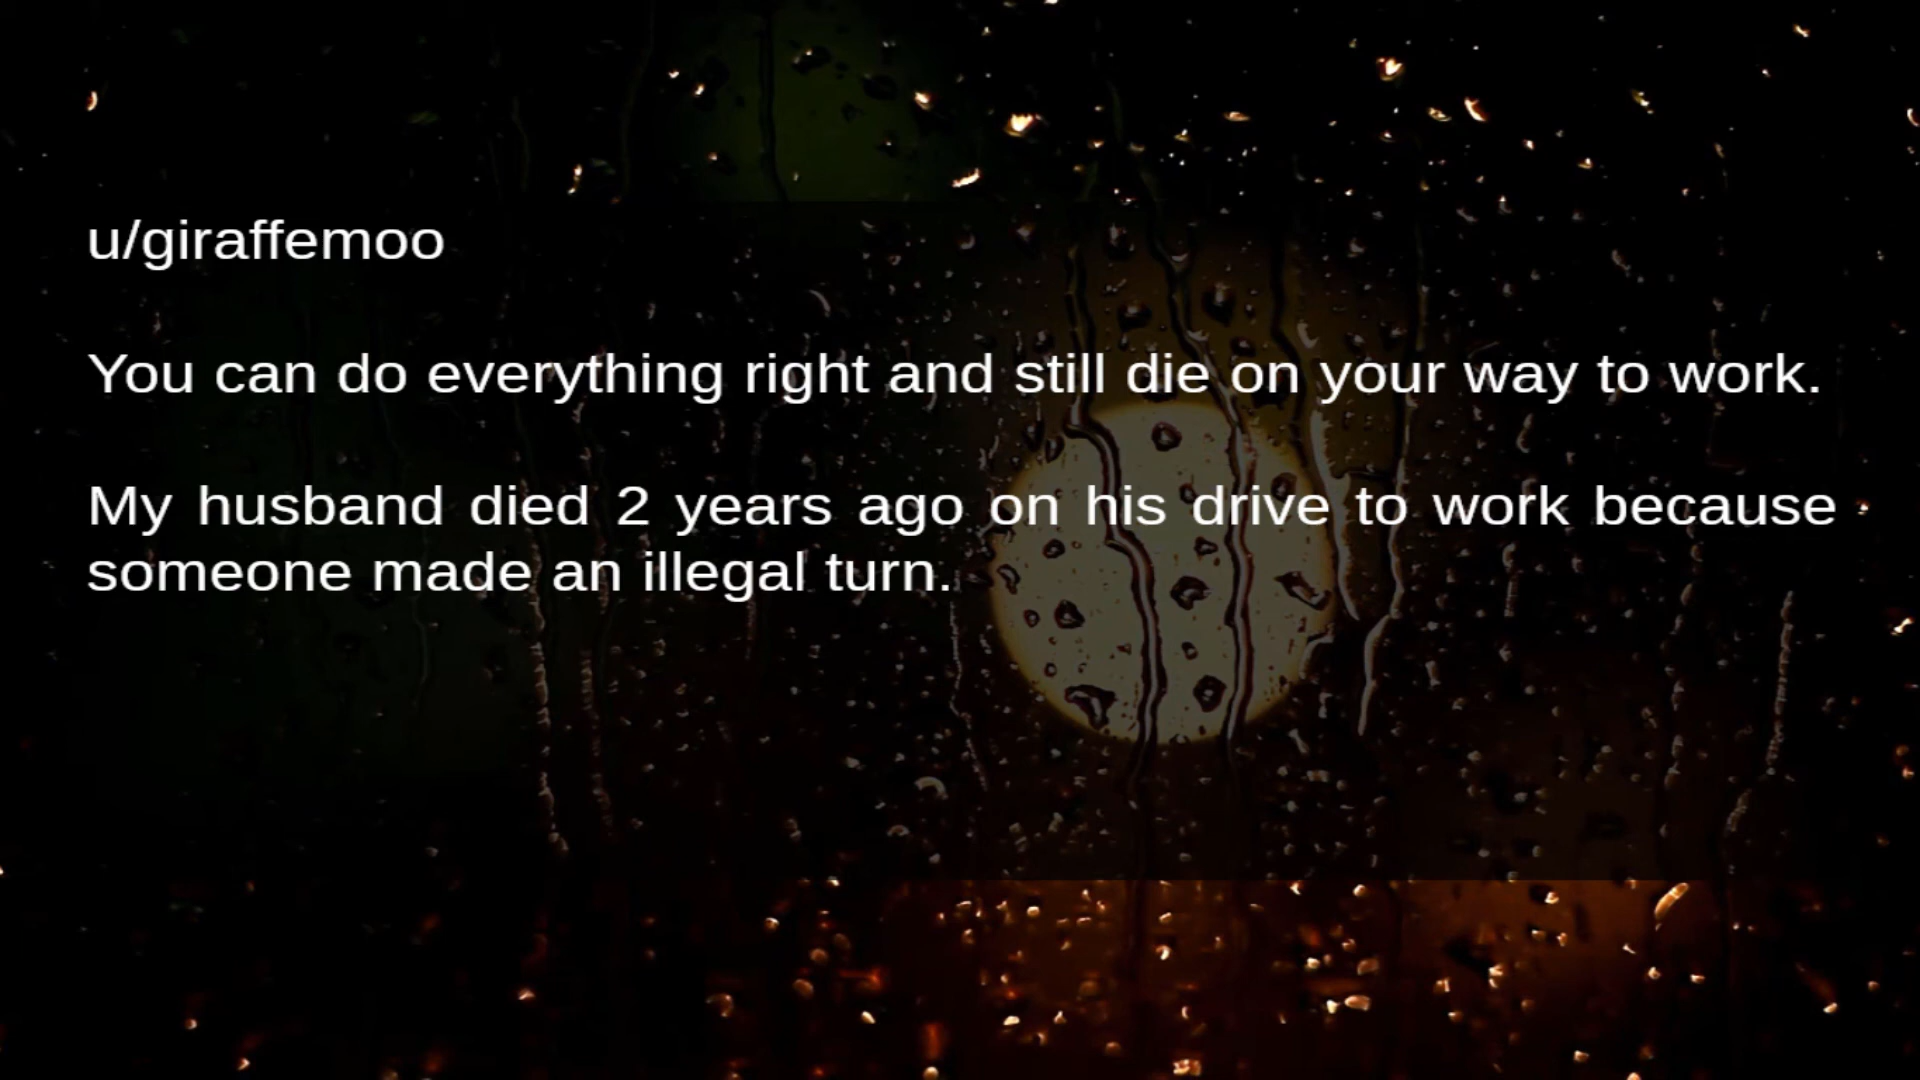 u/giraffemoo
You can do everything right and still die on your way to work.
My husband died 2 years ago on his drive to work because
someone made an illegal turn.